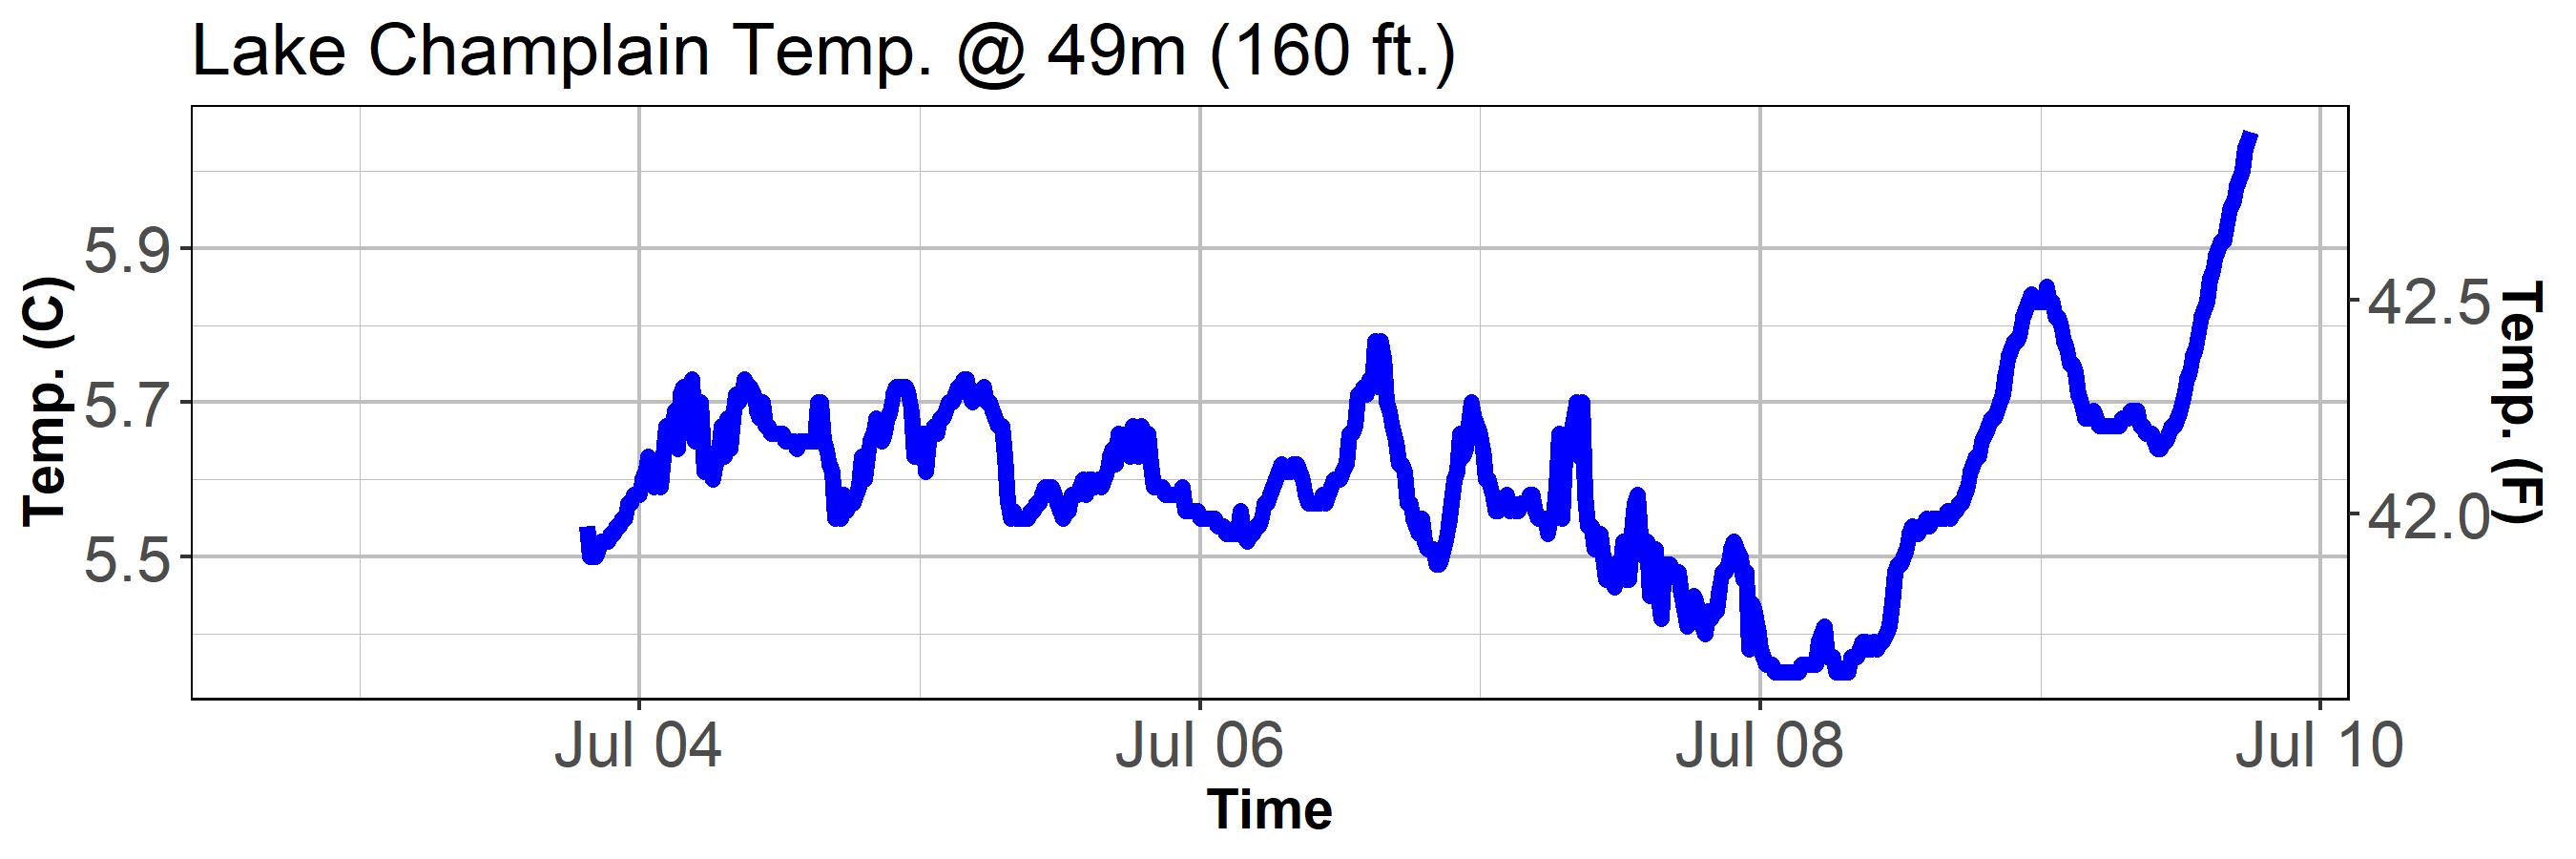 Lake Champlain Temp. @ 49m (160 ft.)
Temp. (C)
5.9
5.7
5.5
42.5
42.0
Temp. (F)
Jul 04 Jul 06 Jul 08 Jul 10
Time